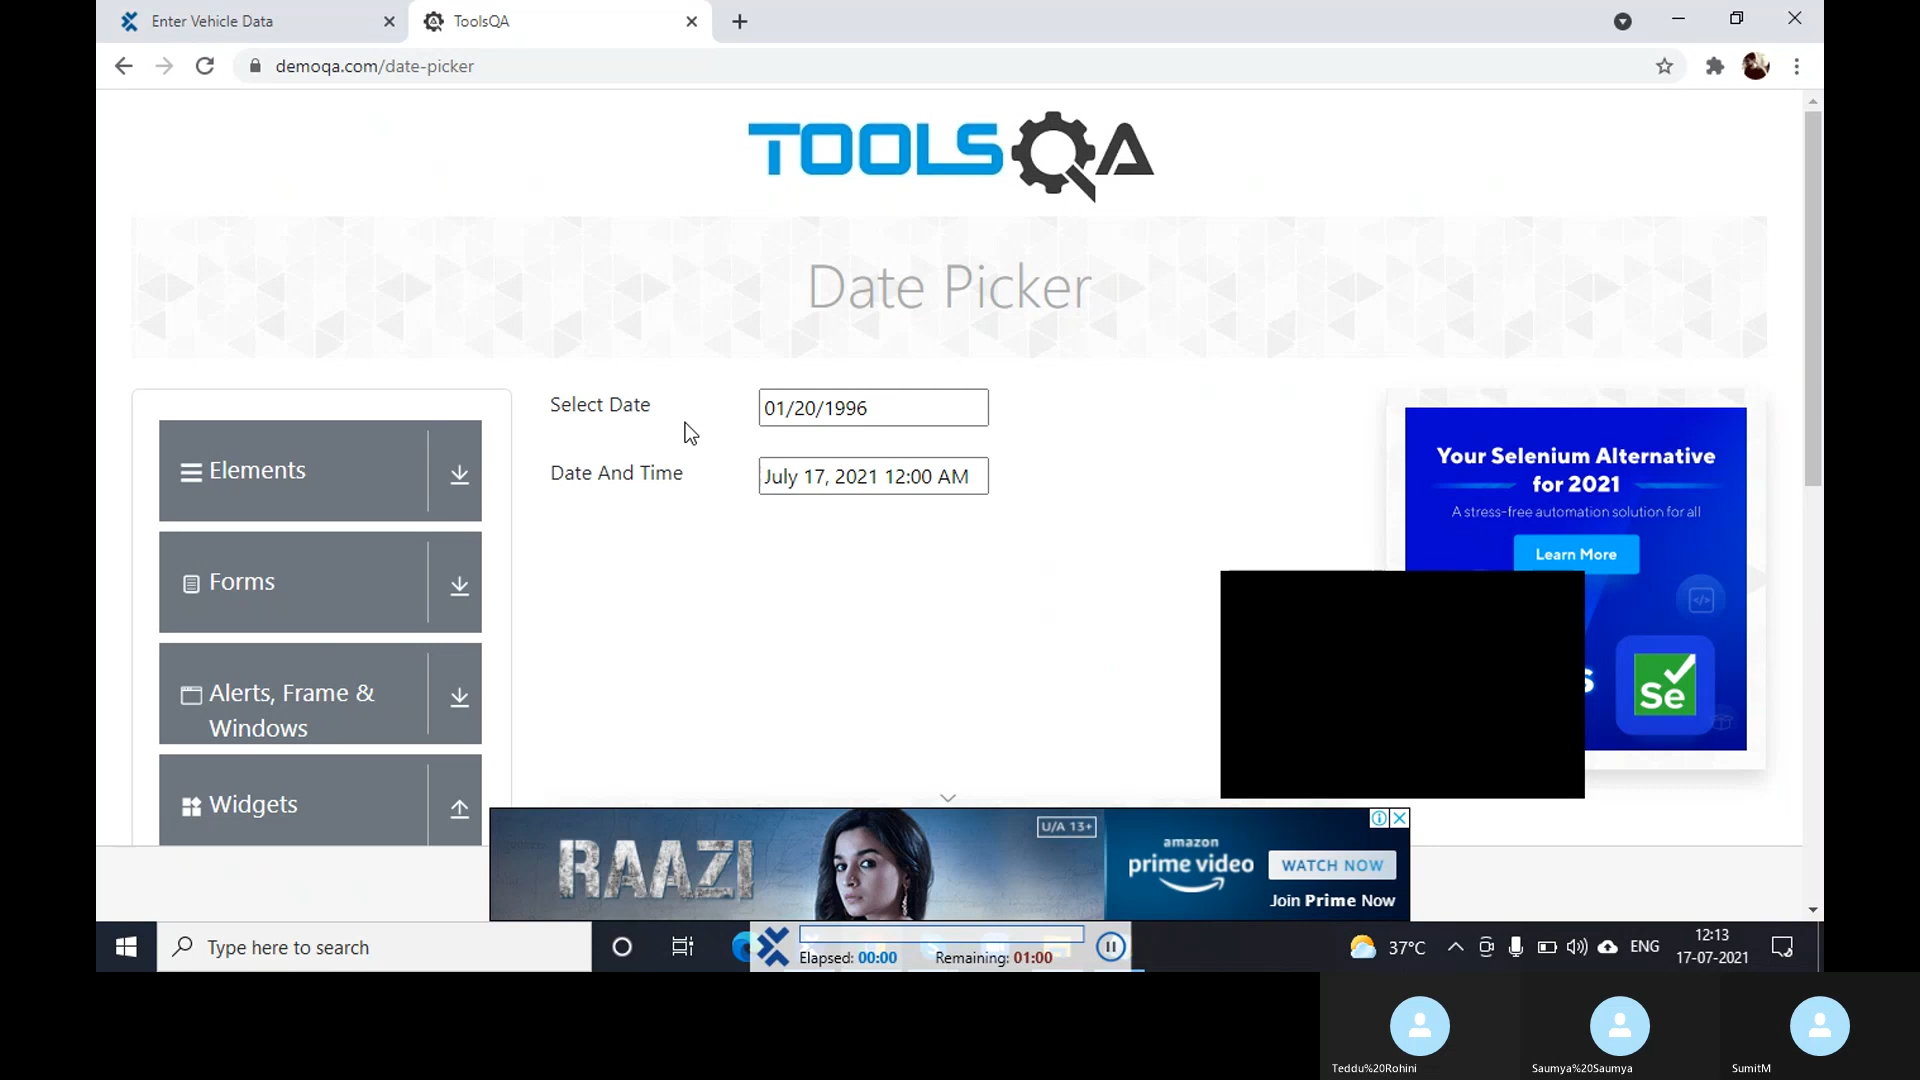 Enter Vehicle Data
ToolsQA
demoqa.com/date-picker
TOOLSQA
Date Picker
Select Date
01/20/1996
Date And Time
July 17, 2021 12:00 AM
Elements
Forms
Alerts, Frame &
Windows
Widgets
Your Selenium Alternative
for 2021
A stress-free automation solution for all
Learn More
</>
s
Se
RAAZI
U/A 13+
amazon
prime video
WATCH NOW
Join Prime Now
Type here to search
Elapsed: 00:00
Remaining: 01:00
37°C
ENG
12:13
17-07-2021
Teddu%20Rohini
Saumya%20Saumya
SumitM